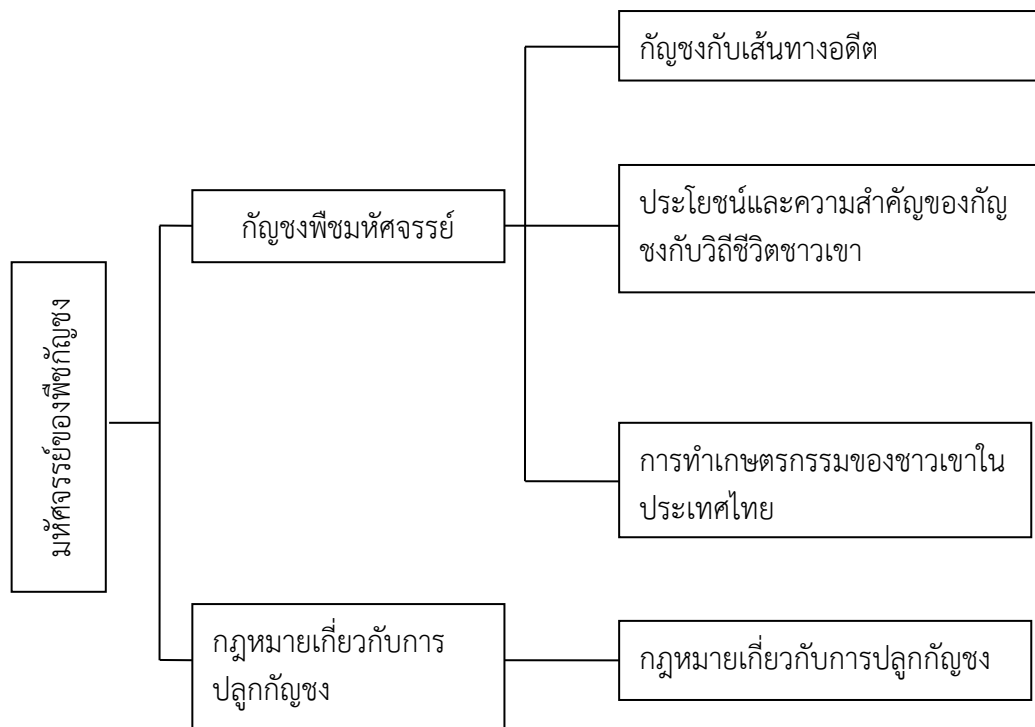 กัญชงกับเส้นทางอดีต
ประโยชน์และความสำคัญของกัญ
ชงกับวิถีชีวิตชาวเขา
กัญชงพืชมหัศจรรย์
มหัศจรรย์ของพืชกัญชง
การทำเกษตรกรรมของชาวเขาใน
ประเทศไทย
กฎหมายเกี่ยวกับการ
ปลูกกัญชง
กฎหมายเกี่ยวกับการปลูกกัญชง